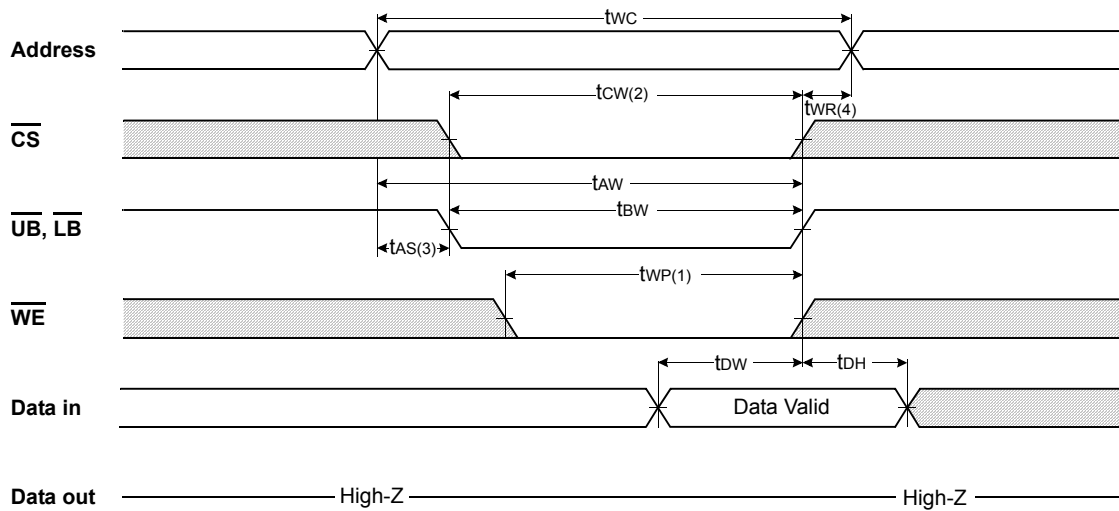 tWC
Address
tCW(2)
tWR(4)
CS
tAW
UB, LB
tBW
tAS(3)
tWP(1)
WE
tDW
tDH
Data in
Data Valid
Data out
High-Z
High-Z